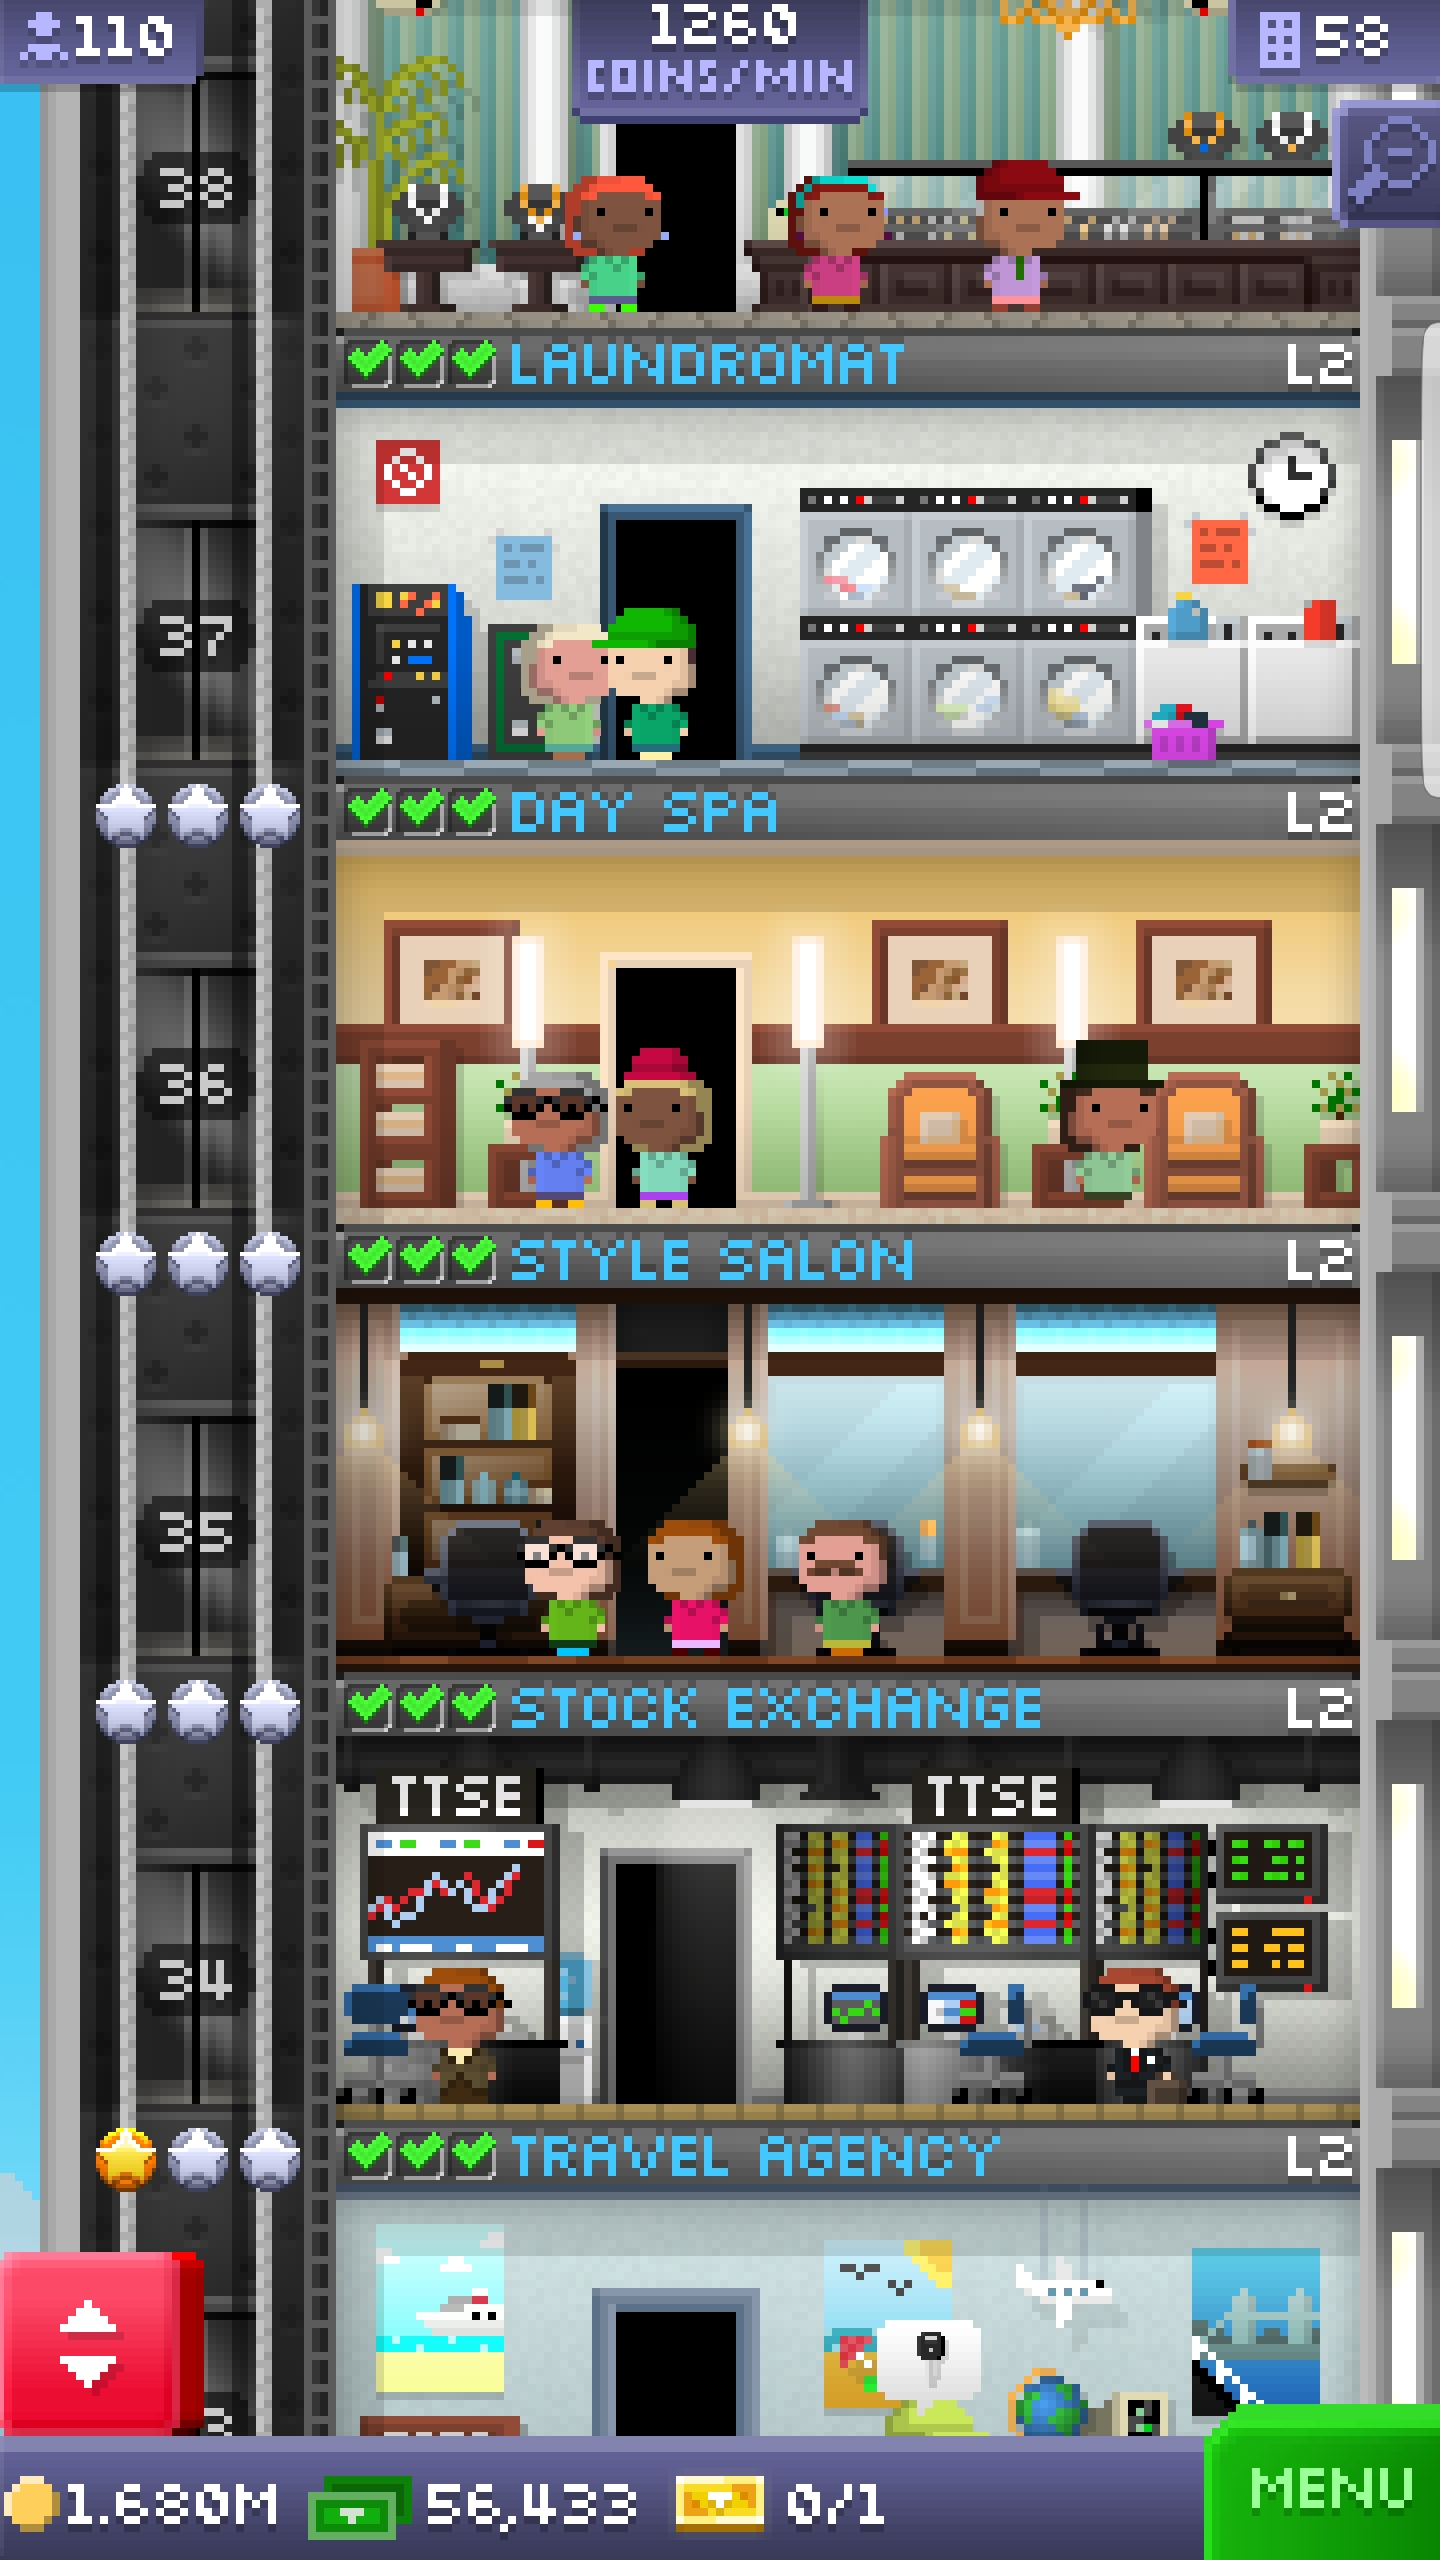 110
1260
COINS/MIN
58
38
LAUNDROMAT L2
37
DAY SPA L2
36
STYLE SALON L2
35
STOCK EXCHANGE L2
TTSE TTSE
34
TRAVEL AGENCY L2
1.680M 56,433 0/1
MENU